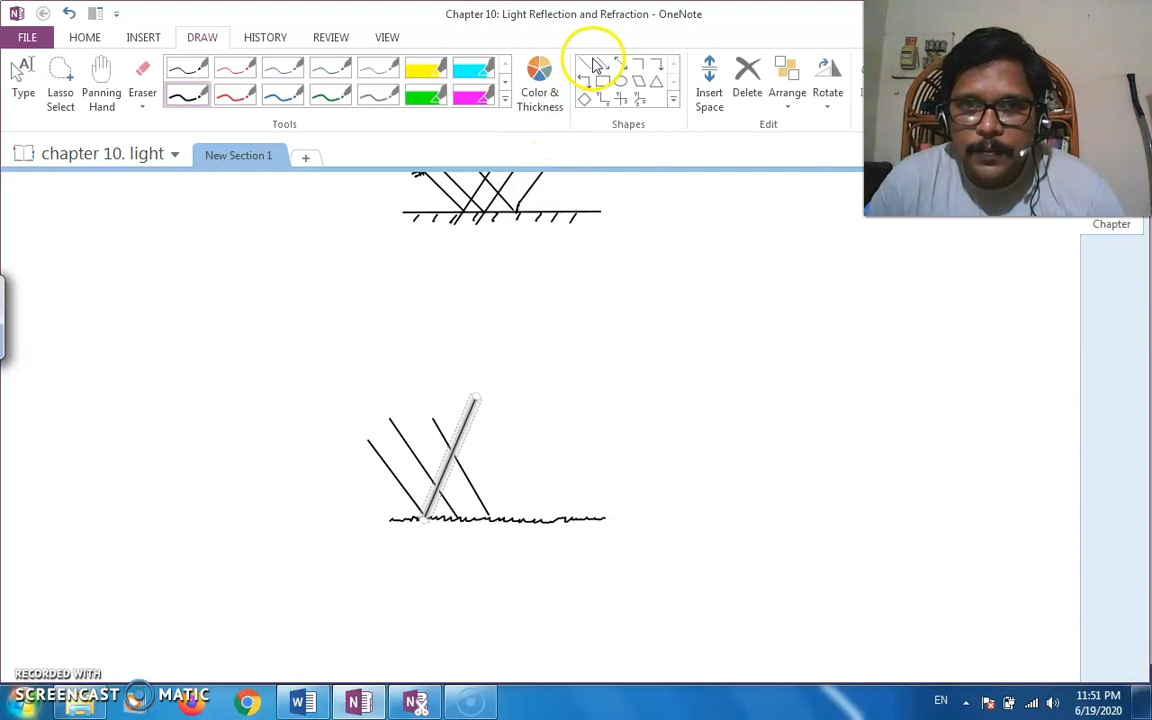 Chapter 10: Light Reflection and Refraction - OneNote
FILE
HOME
INSERT
DRAW
HISTORY
REVIEW
VIEW
Type
Lasso
Select
Panning
Hand
Eraser
Color &
Thickness
Insert
Space
Delete
Arrange
Rotate
Tools
Shapes
Edit
chapter 10. light
New Section 1
Chapter
RECORDED WITH
SCREENCAST MATIC
EN
11:51 PM
6/19/2020